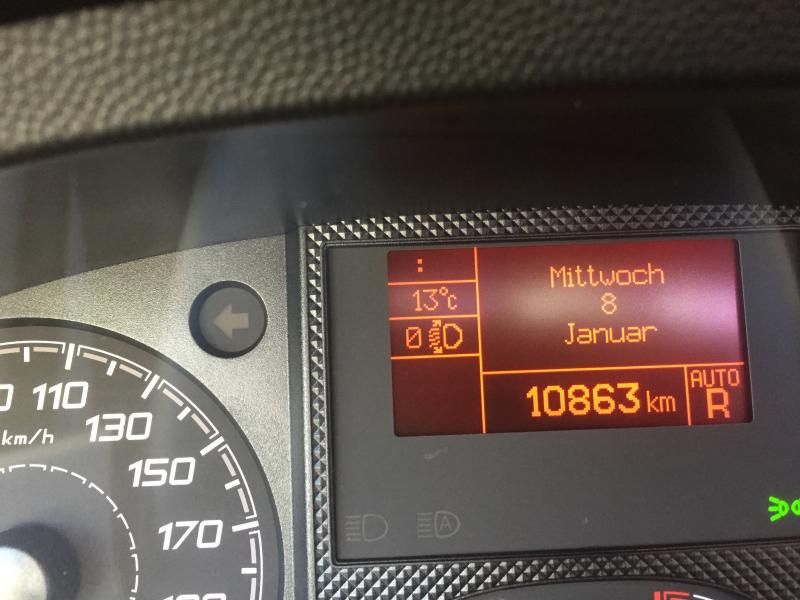 :
13°c
0
Mittwoch
8
Januar
10863 km
AUTO
R
110
130
150
170
km/h
A